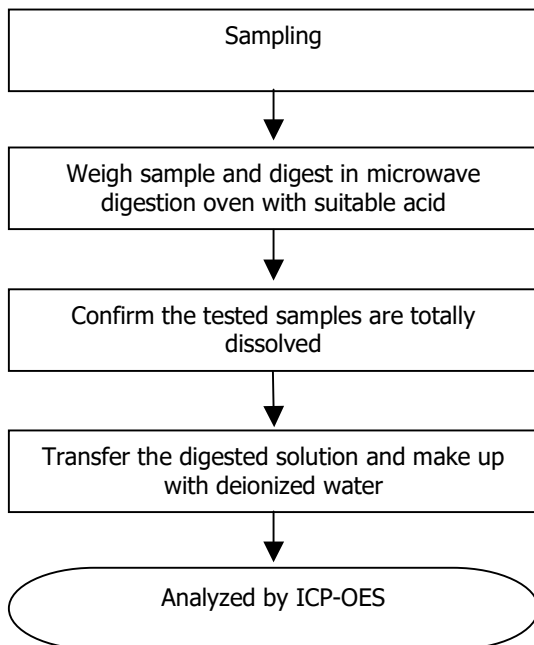 Sampling
Weigh sample and digest in microwave
digestion oven with suitable acid
Confirm the tested samples are totally
dissolved
Transfer the digested solution and make up
with deionized water
Analyzed by ICP-OES